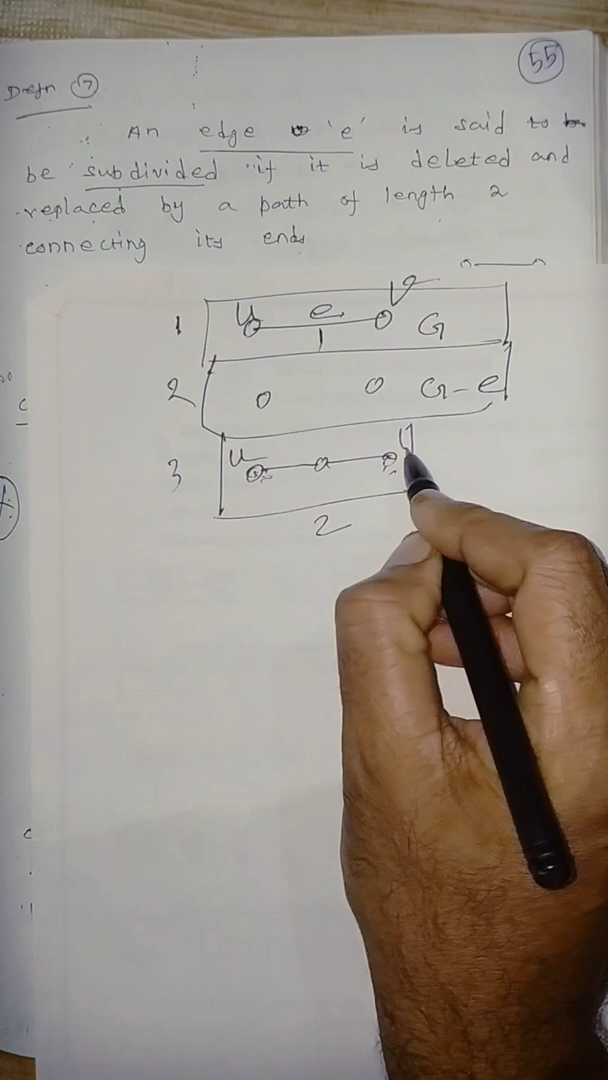 55
Defn 17
An edge 'e' is said to
be subdivided if it is deleted and
replaced by a path of length 2
connecting its ends
1 u e v G
1
2 G-e
3 u
2